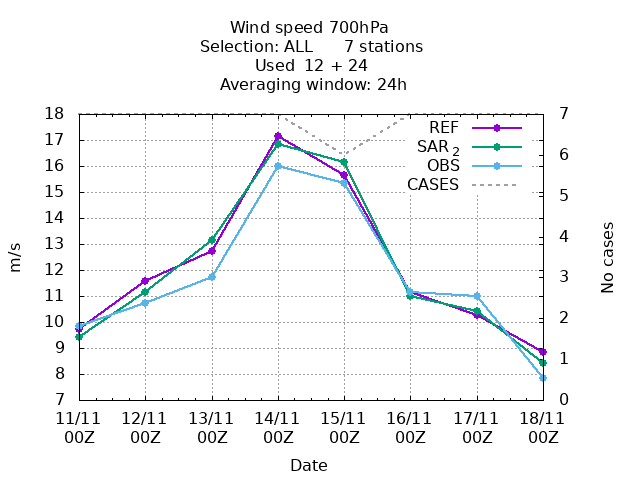 Wind speed 700hPa
Selection: ALL      7 stations
Used  12 + 24
Averaging window: 24h
18
17
16
15
14
13
12
11
10
9
8
7
m/s
7
6
5
4
3
2
1
0
No cases
REF
SAR 2
OBS
CASES
11/11 12/11 13/11 14/11 15/11 16/11 17/11 18/11
00Z 00Z 00Z 00Z 00Z 00Z 00Z 00Z
Date